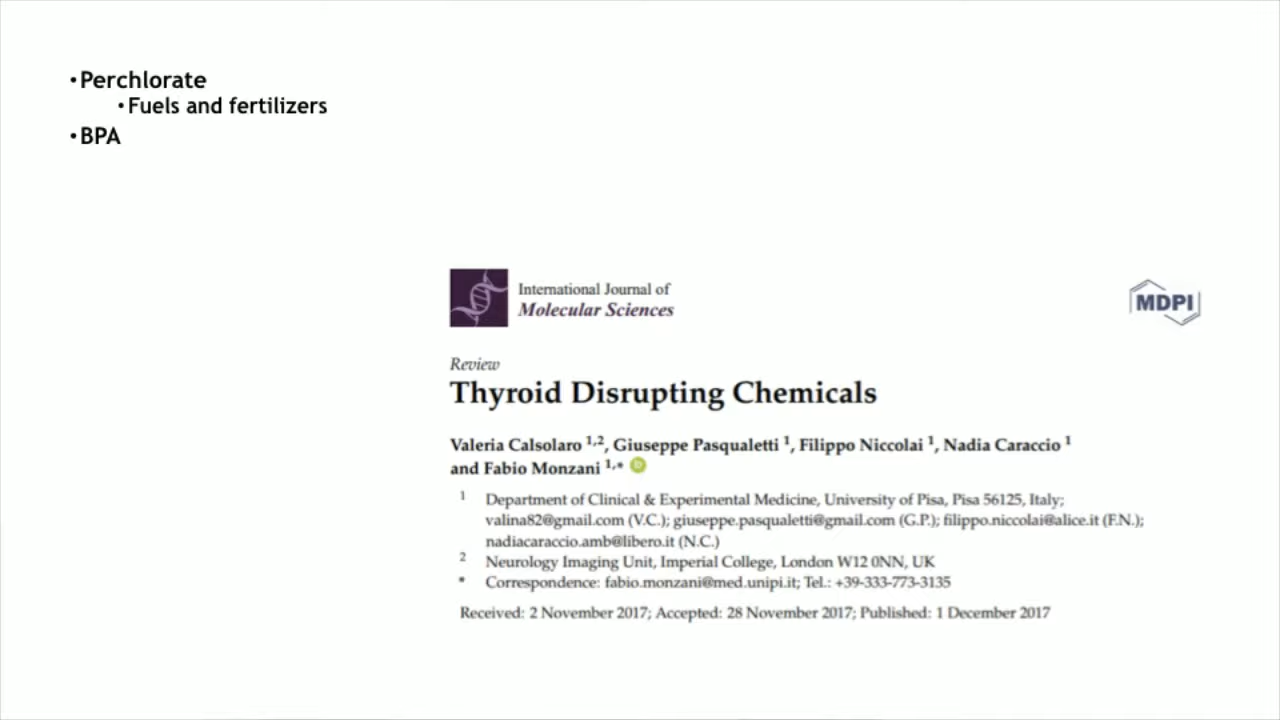 •Perchlorate
•Fuels and fertilizers
•BPA
International Journal of
Molecular Sciences
MDPI
Review
Thyroid Disrupting Chemicals
Valeria Calsolaro 1,2, Giuseppe Pasqualetti 1, Filippo Niccolai 1, Nadia Caraccio 1
and Fabio Monzani 1,* iD
1 Department of Clinical & Experimental Medicine, University of Pisa, Pisa 56125, Italy;
valina82@gmail.com (V.C.); giuseppe.pasqualetti@gmail.com (G.P.); filippo.niccolai@alice.it (F.N.);
nadiacaraccio.amb@libero.it (N.C.)
2 Neurology Imaging Unit, Imperial College, London W12 0NN, UK
* Correspondence: fabio.monzani@med.unipi.it; Tel.: +39-333-773-3135
Received: 2 November 2017; Accepted: 28 November 2017; Published: 1 December 2017